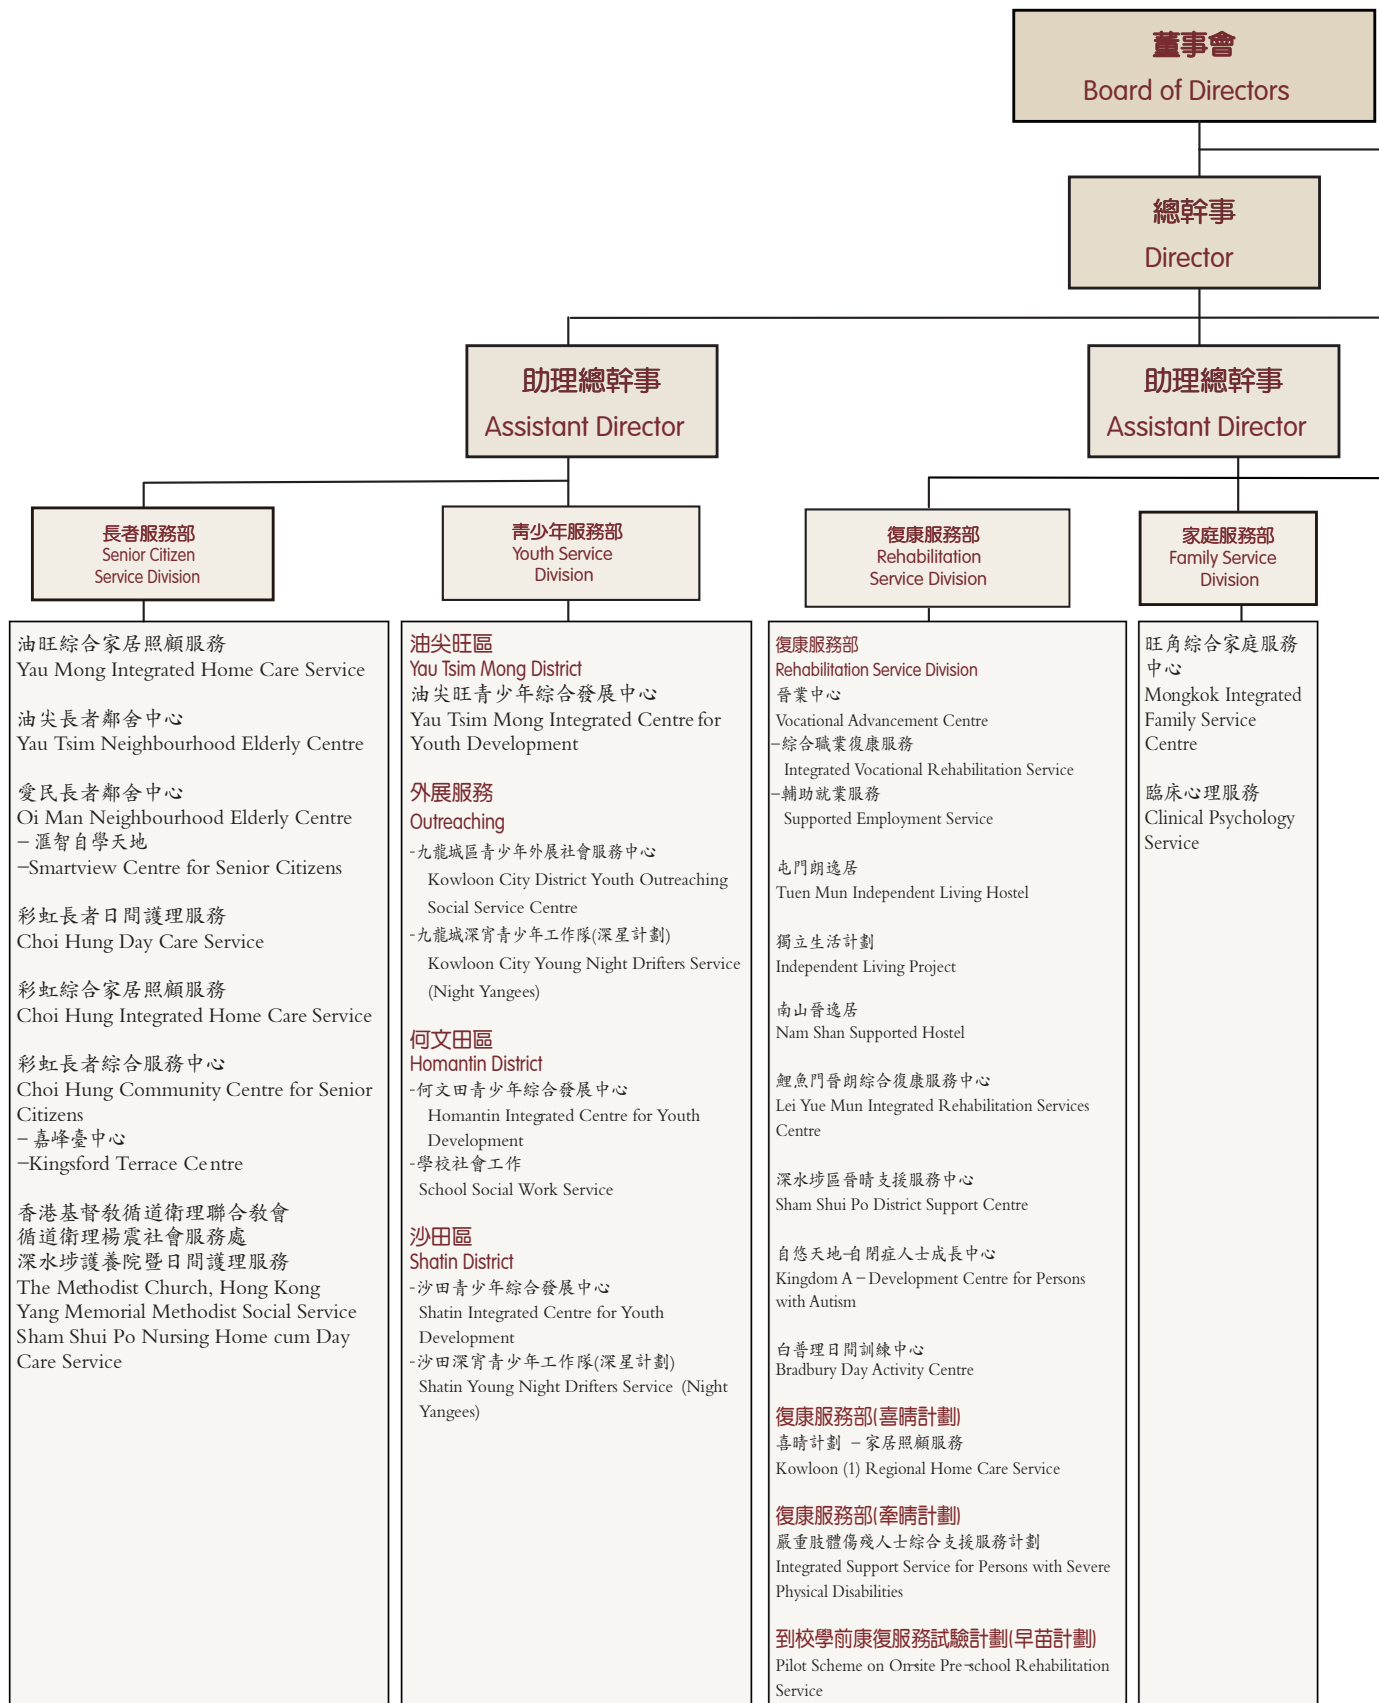 董事會
Board of Directors
總幹事
Director
助理總幹事
Assistant Director
助理總幹事
Assistant Director
長者服務部
Senior Citizen
Service Division
青少年服務部
Youth Service
Division
復康服務部
Rehabilitation
Service Division
家庭服務部
Family Service
Division
油旺綜合家居照顧服務
Yau Mong Integrated Home Care Service
油尖長者鄰舍中心
Yau Tsim Neighbourhood Elderly Centre
愛民長者鄰舍中心
Oi Man Neighbourhood Elderly Centre
– 滙智自學天地
–Smartview Centre for Senior Citizens
彩虹長者日間護理服務
Choi Hung Day Care Service
彩虹綜合家居照顧服務
Choi Hung Integrated Home Care Service
彩虹長者綜合服務中心
Choi Hung Community Centre for Senior
Citizens
– 嘉峰臺中心
–Kingsford Terrace Centre
香港基督教循道衛理聯合教會
循道衛理楊震社會服務處
深水埗護養院暨日間護理服務
The Methodist Church, Hong Kong
Yang Memorial Methodist Social Service
Sham Shui Po Nursing Home cum Day
Care Service
油尖旺區
Yau Tsim Mong District
油尖旺青少年綜合發展中心
Yau Tsim Mong Integrated Centre for
Youth Development
外展服務
Outreaching
-九龍城區青少年外展社會服務中心
Kowloon City District Youth Outreaching
Social Service Centre
-九龍城深宵青少年工作隊(深星計劃)
Kowloon City Young Night Drifters Service
(Night Yangees)
何文田區
Homantin District
-何文田青少年綜合發展中心
Homantin Integrated Centre for Youth
Development
-學校社會工作
School Social Work Service
沙田區
Shatin District
-沙田青少年綜合發展中心
Shatin Integrated Centre for Youth
Development
-沙田深宵青少年工作隊(深星計劃)
Shatin Young Night Drifters Service (Night
Yangees)
復康服務部
Rehabilitation Service Division
晉業中心
Vocational Advancement Centre
–綜合職業復康服務
Integrated Vocational Rehabilitation Service
–輔助就業服務
Supported Employment Service
屯門朗逸居
Tuen Mun Independent Living Hostel
獨立生活計劃
Independent Living Project
南山晉逸居
Nam Shan Supported Hostel
鯉魚門晉朗綜合復康服務中心
Lei Yue Mun Integrated Rehabilitation Services
Centre
深水埗區晉晴支援服務中心
Sham Shui Po District Support Centre
自悠天地–自閉症人士成長中心
Kingdom A – Development Centre for Persons
with Autism
白普理日間訓練中心
Bradbury Day Activity Centre
復康服務部(喜晴計劃)
喜晴計劃 – 家居照顧服務
Kowloon (1) Regional Home Care Service
復康服務部(牽晴計劃)
嚴重肢體傷殘人士綜合支援服務計劃
Integrated Support Service for Persons with Severe
Physical Disabilities
到校學前康復服務試驗計劃(早苗計劃)
Pilot Scheme on On-site Pre-school Rehabilitation
Service
旺角綜合家庭服務
中心
Mongkok Integrated
Family Service
Centre
臨床心理服務
Clinical Psychology
Service